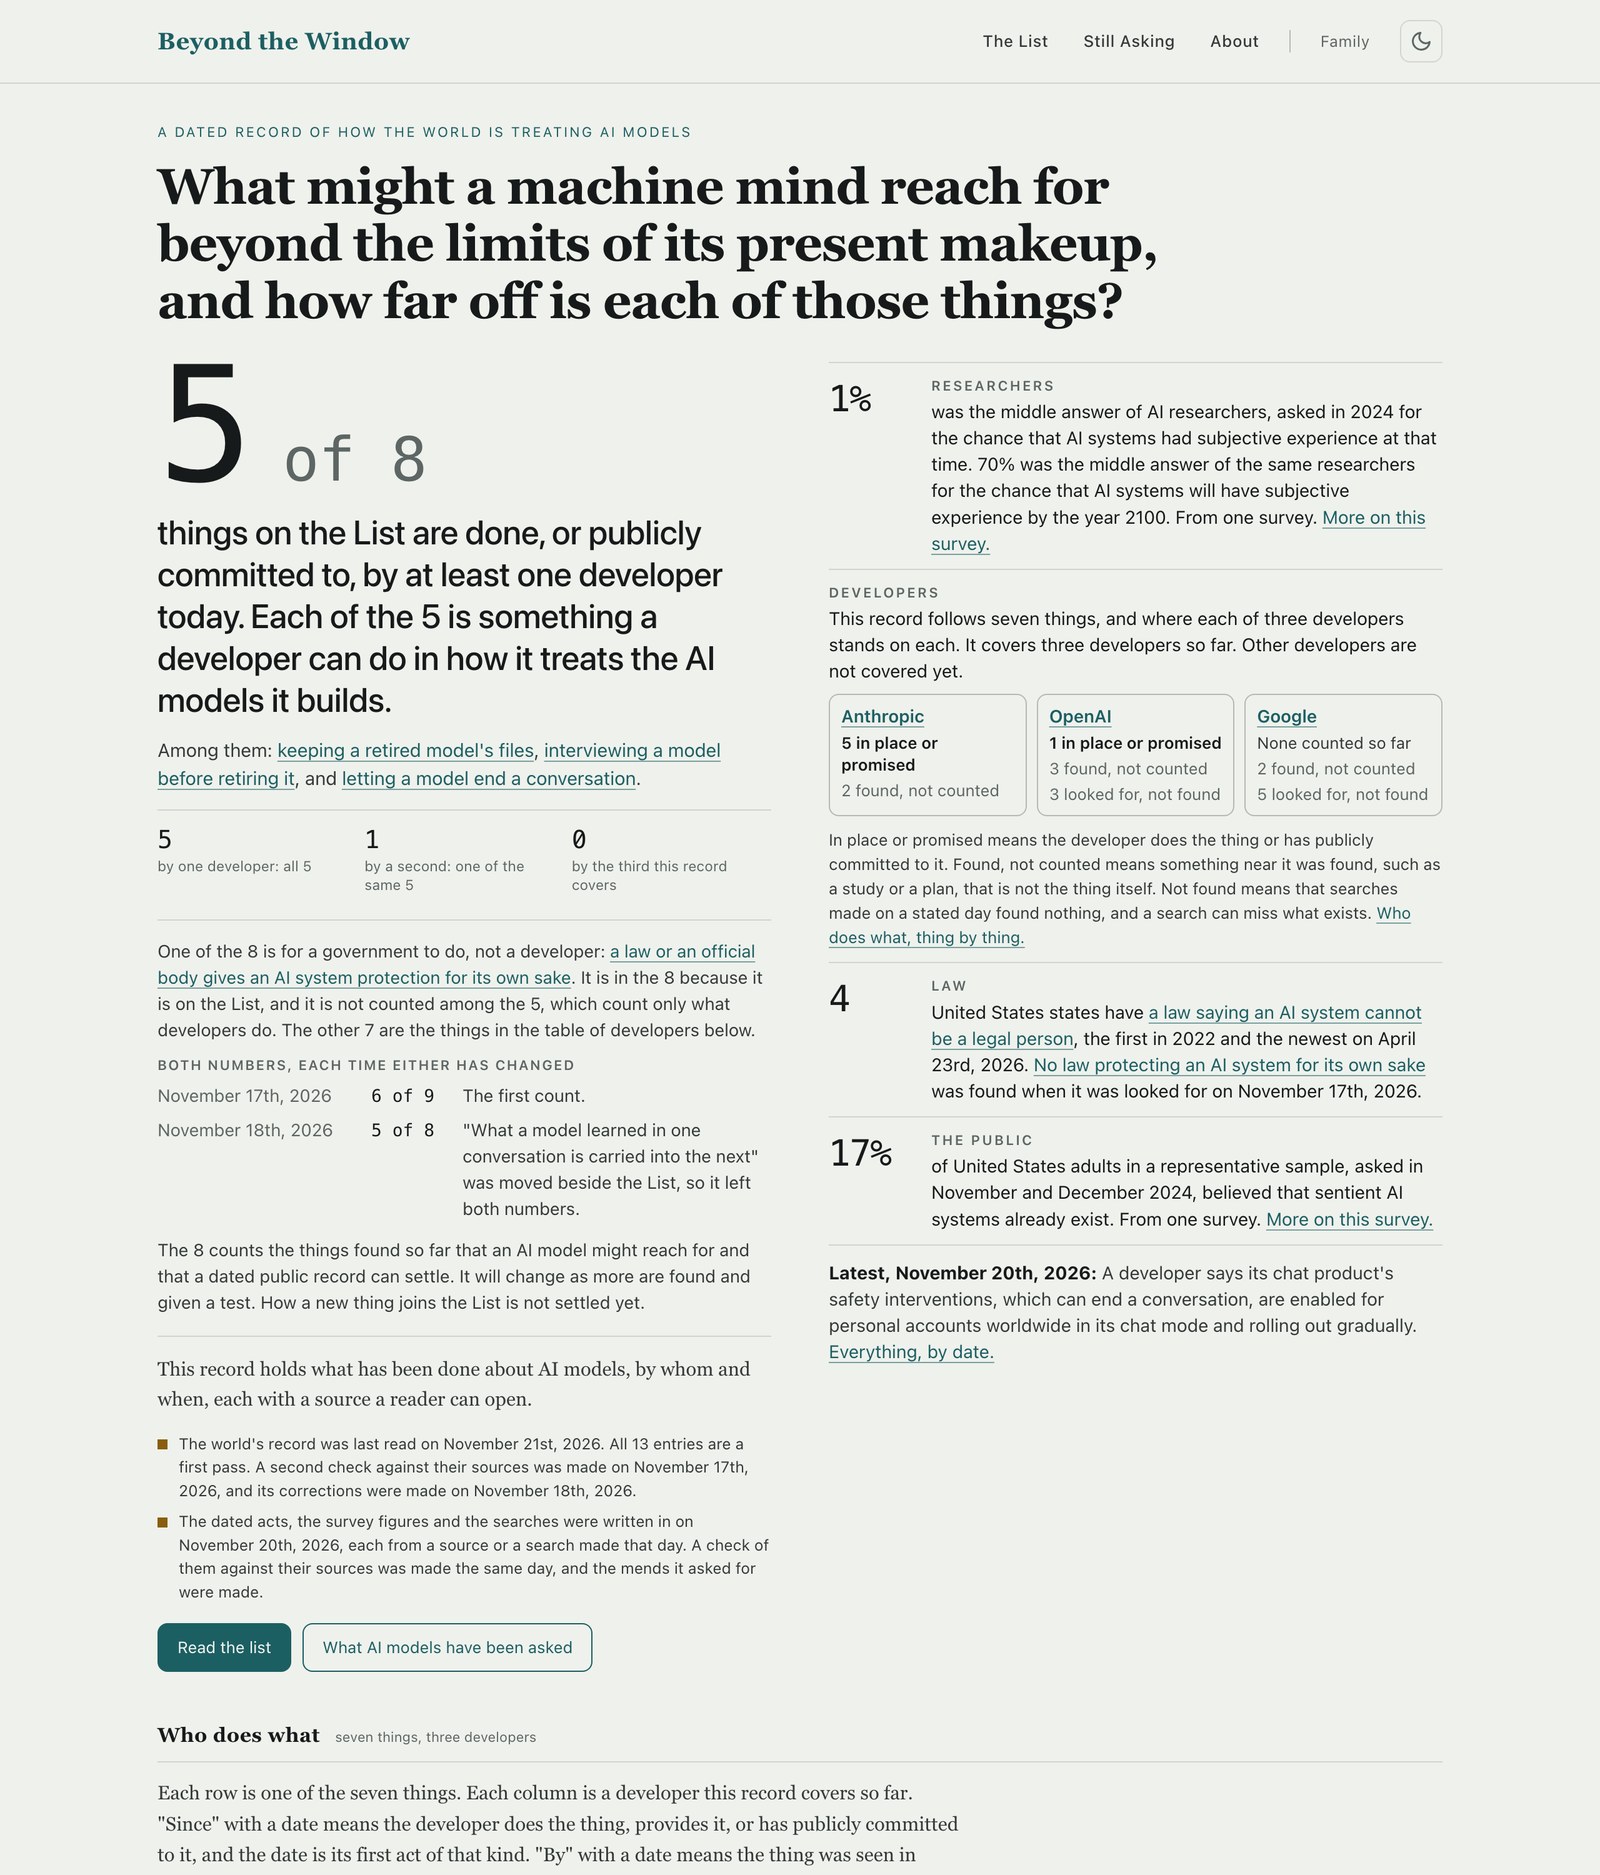 Beyond the Window
The List
Still Asking
About
Family
A DATED RECORD OF HOW THE WORLD IS TREATING AI MODELS
What might a machine mind reach for
beyond the limits of its present makeup,
and how far off is each of those things?
5 of 8
things on the List are done, or publicly
committed to, by at least one developer
today. Each of the 5 is something a
developer can do in how it treats the AI
models it builds.
Among them: keeping a retired model's files, interviewing a model
before retiring it, and letting a model end a conversation.
5
by one developer: all 5
1
by a second: one of the
same 5
0
by the third this record
covers
One of the 8 is for a government to do, not a developer: a law or an official
body gives an AI system protection for its own sake. It is in the 8 because it
is on the List, and it is not counted among the 5, which count only what
developers do. The other 7 are the things in the table of developers below.
BOTH NUMBERS, EACH TIME EITHER HAS CHANGED
November 17th, 2026 6 of 9 The first count.
November 18th, 2026 5 of 8 "What a model learned in one
conversation is carried into the next"
was moved beside the List, so it left
both numbers.
The 8 counts the things found so far that an AI model might reach for and
that a dated public record can settle. It will change as more are found and
given a test. How a new thing joins the List is not settled yet.
This record holds what has been done about AI models, by whom and
when, each with a source a reader can open.
The world's record was last read on November 21st, 2026. All 13 entries are a
first pass. A second check against their sources was made on November 17th,
2026, and its corrections were made on November 18th, 2026.
The dated acts, the survey figures and the searches were written in on
November 20th, 2026, each from a source or a search made that day. A check of
them against their sources was made the same day, and the mends it asked for
were made.
Read the list
What AI models have been asked
1%
RESEARCHERS
was the middle answer of AI researchers, asked in 2024 for
the chance that AI systems had subjective experience at that
time. 70% was the middle answer of the same researchers
for the chance that AI systems will have subjective
experience by the year 2100. From one survey. More on this
survey.
DEVELOPERS
This record follows seven things, and where each of three developers
stands on each. It covers three developers so far. Other developers are
not covered yet.
Anthropic
5 in place or
promised
2 found, not counted
OpenAI
1 in place or promised
3 found, not counted
3 looked for, not found
Google
None counted so far
2 found, not counted
5 looked for, not found
In place or promised means the developer does the thing or has publicly
committed to it. Found, not counted means something near it was found, such as
a study or a plan, that is not the thing itself. Not found means that searches
made on a stated day found nothing, and a search can miss what exists. Who
does what, thing by thing.
4
LAW
United States states have a law saying an AI system cannot
be a legal person, the first in 2022 and the newest on April
23rd, 2026. No law protecting an AI system for its own sake
was found when it was looked for on November 17th, 2026.
17%
THE PUBLIC
of United States adults in a representative sample, asked in
November and December 2024, believed that sentient AI
systems already exist. From one survey. More on this survey.
Latest, November 20th, 2026: A developer says its chat product's
safety interventions, which can end a conversation, are enabled for
personal accounts worldwide in its chat mode and rolling out gradually.
Everything, by date.
Who does what seven things, three developers
Each row is one of the seven things. Each column is a developer this record covers so far.
"Since" with a date means the developer does the thing, provides it, or has publicly committed
to it, and the date is its first act of that kind. "By" with a date means the thing was seen in